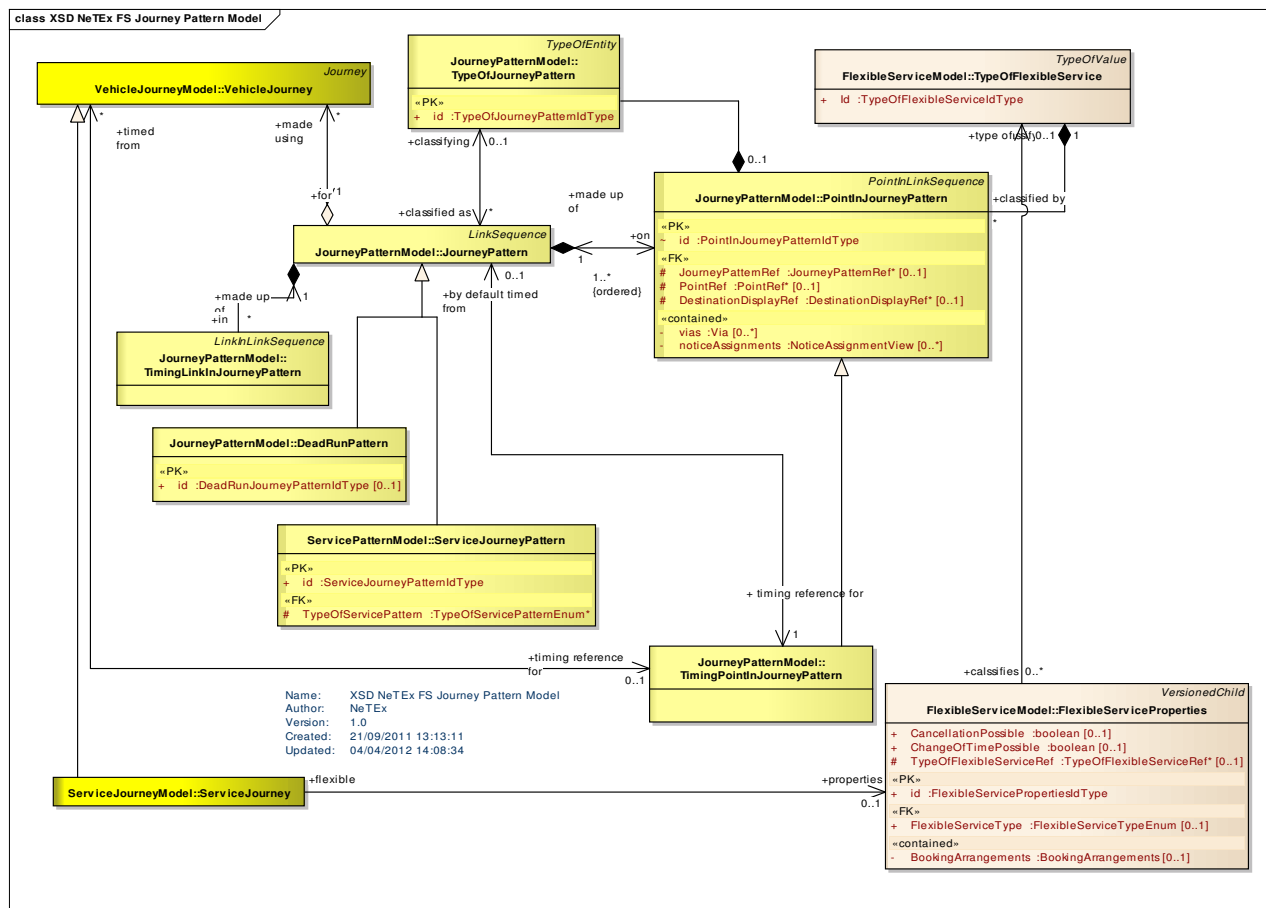 class XSD NeTEx FS Journey Pattern Model
Journey
VehicleJourneyModel::VehicleJourney
TypeOfEntity
JourneyPatternModel::
TypeOfJourneyPattern
«PK»
+ id :TypeOfJourneyPatternIdType
TypeOfValue
FlexibleServiceModel::TypeOfFlexibleService
+ Id :TypeOfFlexibleServiceIdType
*
+timed
from
+made
using
*
+classifying
0..1
0..1
0..1
1
+for
+classified as
*
+made up
of
PointInLinkSequence
JourneyPatternModel::PointInJourneyPattern
«PK»
~ id :PointInJourneyPatternIdType
«FK»
# JourneyPatternRef :JourneyPatternRef* [0..1]
# PointRef :PointRef* [0..1]
# DestinationDisplayRef :DestinationDisplayRef* [0..1]
«contained»
- vias :Via [0..*]
- noticeAssignments :NoticeAssignmentView [0..*]
+classified by
*
LinkSequence
JourneyPatternModel::JourneyPattern
1
+on
1..*
{ordered}
0..1
+by default timed
from
+made up
of
1
+in
*
LinkInLinkSequence
JourneyPatternModel::
TimingLinkInJourneyPattern
JourneyPatternModel::DeadRunPattern
«PK»
+ id :DeadRunJourneyPatternIdType [0..1]
ServicePatternModel::ServiceJourneyPattern
«PK»
+ id :ServiceJourneyPatternIdType
«FK»
# TypeOfServicePattern :TypeOfServicePatternEnum*
+ timing reference for
1
+timing reference
for
0..1
JourneyPatternModel::
TimingPointInJourneyPattern
+calssifies 0..*
Name: XSD NeTEx FS Journey Pattern Model
Author: NeTEx
Version: 1.0
Created: 21/09/2011 13:13:11
Updated: 04/04/2012 14:08:34
VersionedChild
FlexibleServiceModel::FlexibleServiceProperties
+ CancellationPossible :boolean [0..1]
+ ChangeOfTimePossible :boolean [0..1]
# TypeOfFlexibleServiceRef :TypeOfFlexibleServiceRef* [0..1]
«PK»
+ id :FlexibleServicePropertiesIdType
«FK»
+ FlexibleServiceType :FlexibleServiceTypeEnum [0..1]
«contained»
- BookingArrangements :BookingArrangements [0..1]
ServiceJourneyModel::ServiceJourney
+flexible
+properties
0..1